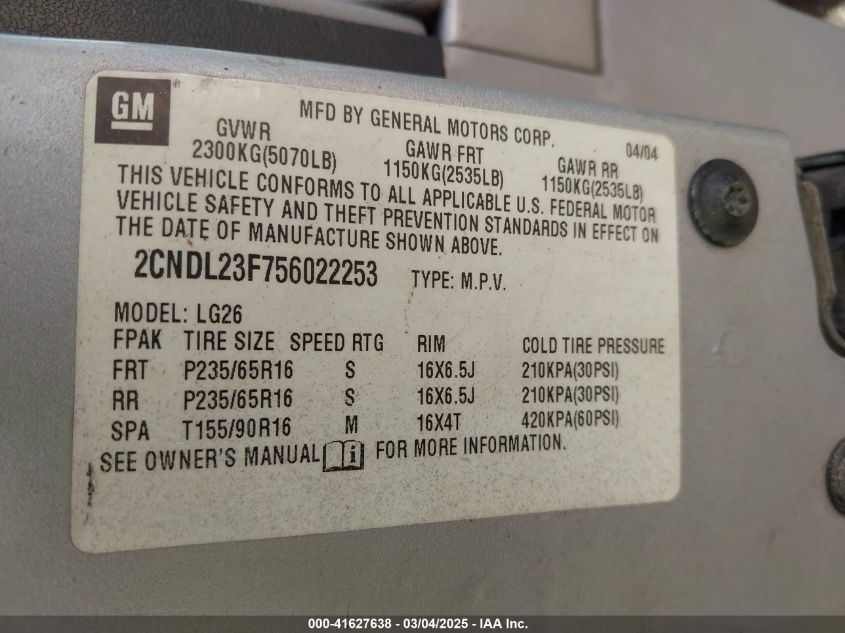 GM
MFD BY GENERAL MOTORS CORP. 04/04
GVWR GAWR FRT GAWR RR
2300KG(5070LB) 1150KG(2535LB) 1150KG(2535LB)
THIS VEHICLE CONFORMS TO ALL APPLICABLE U.S. FEDERAL MOTOR
VEHICLE SAFETY AND THEFT PREVENTION STANDARDS IN EFFECT ON
THE DATE OF MANUFACTURE SHOWN ABOVE.
2CNDL23F756022253 TYPE: M.P.V.
MODEL: LG26
FPAK TIRE SIZE SPEED RTG RIM COLD TIRE PRESSURE
FRT P235/65R16 S 16X6.5J 210KPA(30PSI)
RR P235/65R16 S 16X6.5J 210KPA(30PSI)
SPA T155/90R16 M 16X4T 420KPA(60PSI)
SEE OWNER'S MANUAL i FOR MORE INFORMATION.
000-41627638 - 03/04/2025 - IAA Inc.